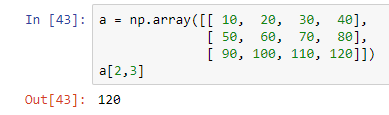 In [43]: a = np.array([[ 10,  20,  30,  40],
                       [ 50,  60,  70,  80],
                       [ 90, 100, 110, 120]])
         a[2,3]
Out[43]: 120